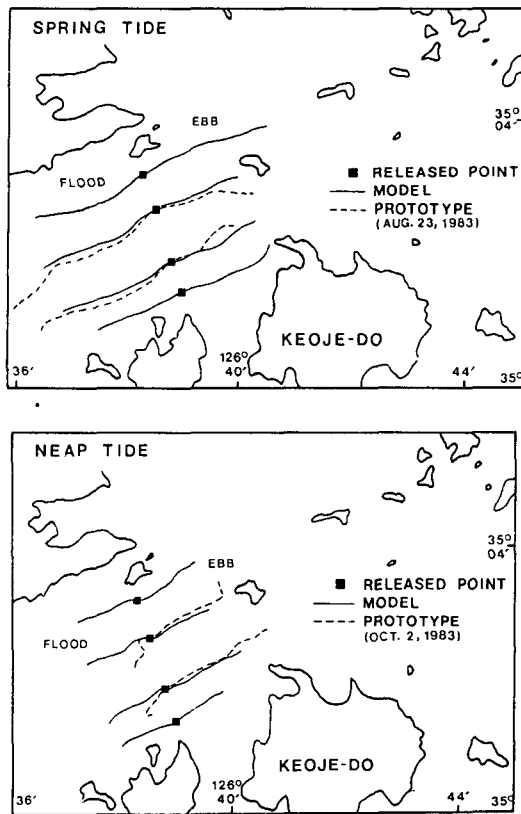 SPRING TIDE
35°
04′
EBB
FLOOD
■ RELEASED POINT
— MODEL
---- PROTOTYPE
(AUG. 23, 1983)
KEOJE-DO
36′
126°
40′
44′
35°
NEAP TIDE
35°
04′
EBB
FLOOD
■ RELEASED POINT
— MODEL
---- PROTOTYPE
(OCT. 2, 1983)
KEOJE-DO
36′
126°
40′
44′
35°